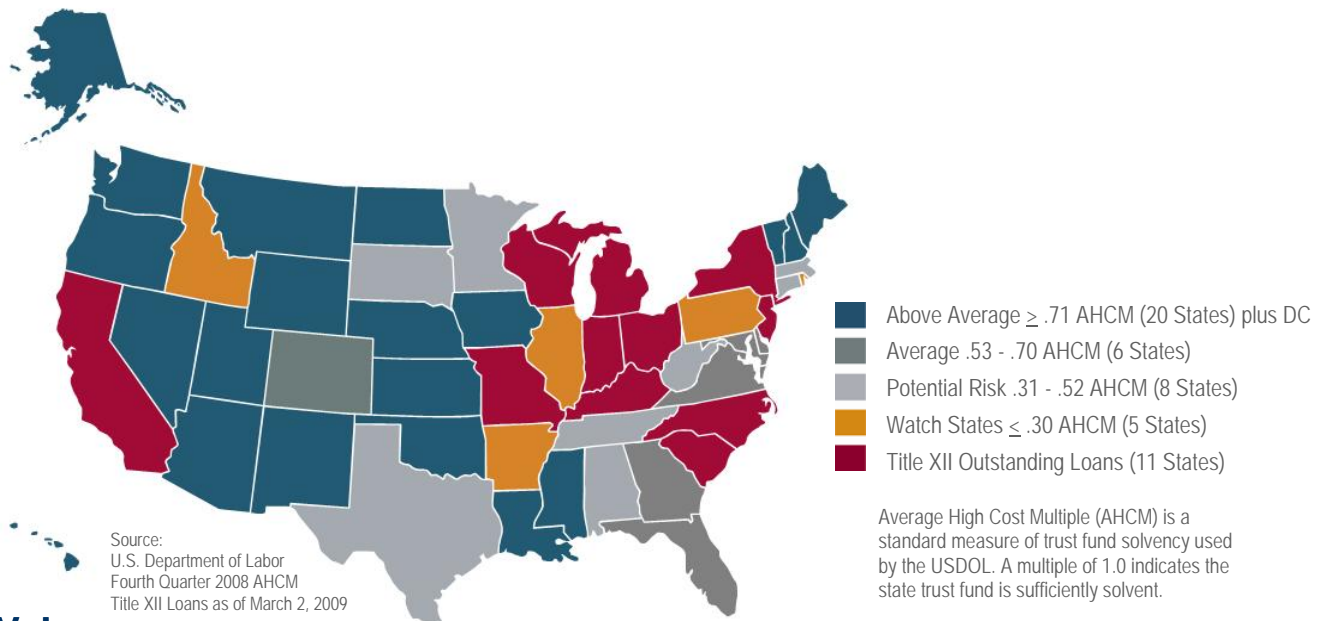 Above Average ≥ .71 AHCM (20 States) plus DC
Average .53 - .70 AHCM (6 States)
Potential Risk .31 - .52 AHCM (8 States)
Watch States ≤ .30 AHCM (5 States)
Title XII Outstanding Loans (11 States)
Average High Cost Multiple (AHCM) is a
standard measure of trust fund solvency used
by the USDOL. A multiple of 1.0 indicates the
state trust fund is sufficiently solvent.
Source:
U.S. Department of Labor
Fourth Quarter 2008 AHCM
Title XII Loans as of March 2, 2009